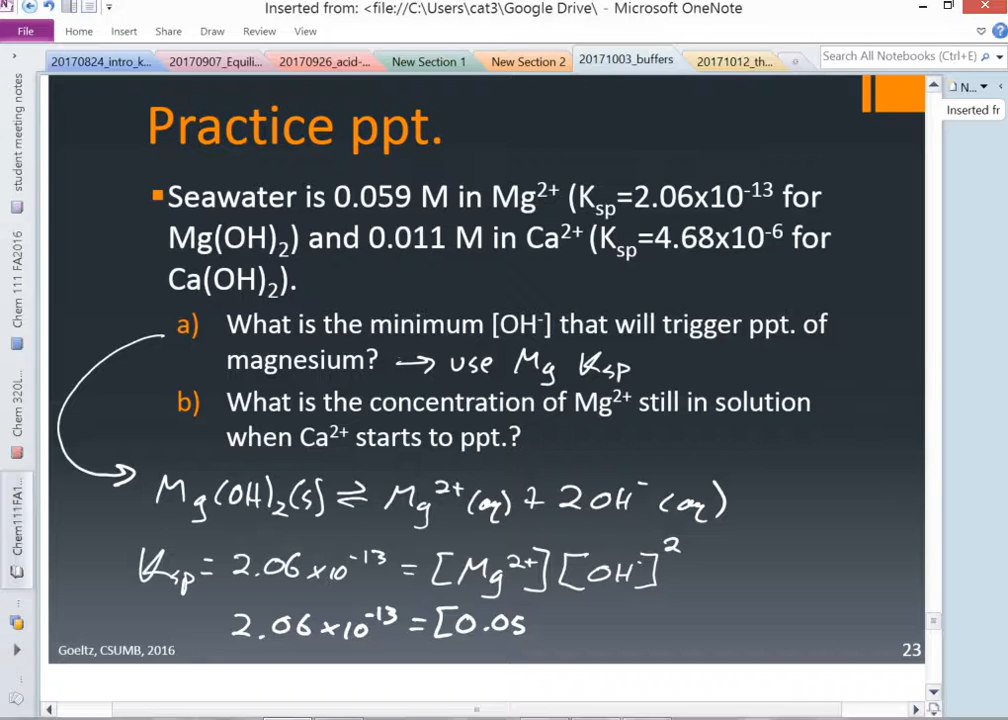 Inserted from: <file://C:\Users\cat3\Google Drive\ - Microsoft OneNote
File Home Insert Share Draw Review View
20170824_intro_k... 20170907_Equili... 20170926_acid-... New Section 1 New Section 2 20171003_buffers 20171012_th... Search All Notebooks (Ctrl+E)
N...
Inserted fr
student meeting notes
Chem 111 FA2016
Chem 320L
Chem111FA1
Practice ppt.
Seawater is 0.059 M in Mg²⁺ (Kₛₚ=2.06x10⁻¹³ for
Mg(OH)₂) and 0.011 M in Ca²⁺ (Kₛₚ=4.68x10⁻⁶ for
Ca(OH)₂).
a) What is the minimum [OH⁻] that will trigger ppt. of
magnesium? → use Mg Ksp
b) What is the concentration of Mg²⁺ still in solution
when Ca²⁺ starts to ppt.?
Mg(OH)₂(s) ⇌ Mg²⁺(aq) + 2OH⁻(aq)
Ksp = 2.06x10⁻¹³ = [Mg²⁺][OH⁻]²
2.06x10⁻¹³ = [0.05
Goeltz, CSUMB, 2016
23